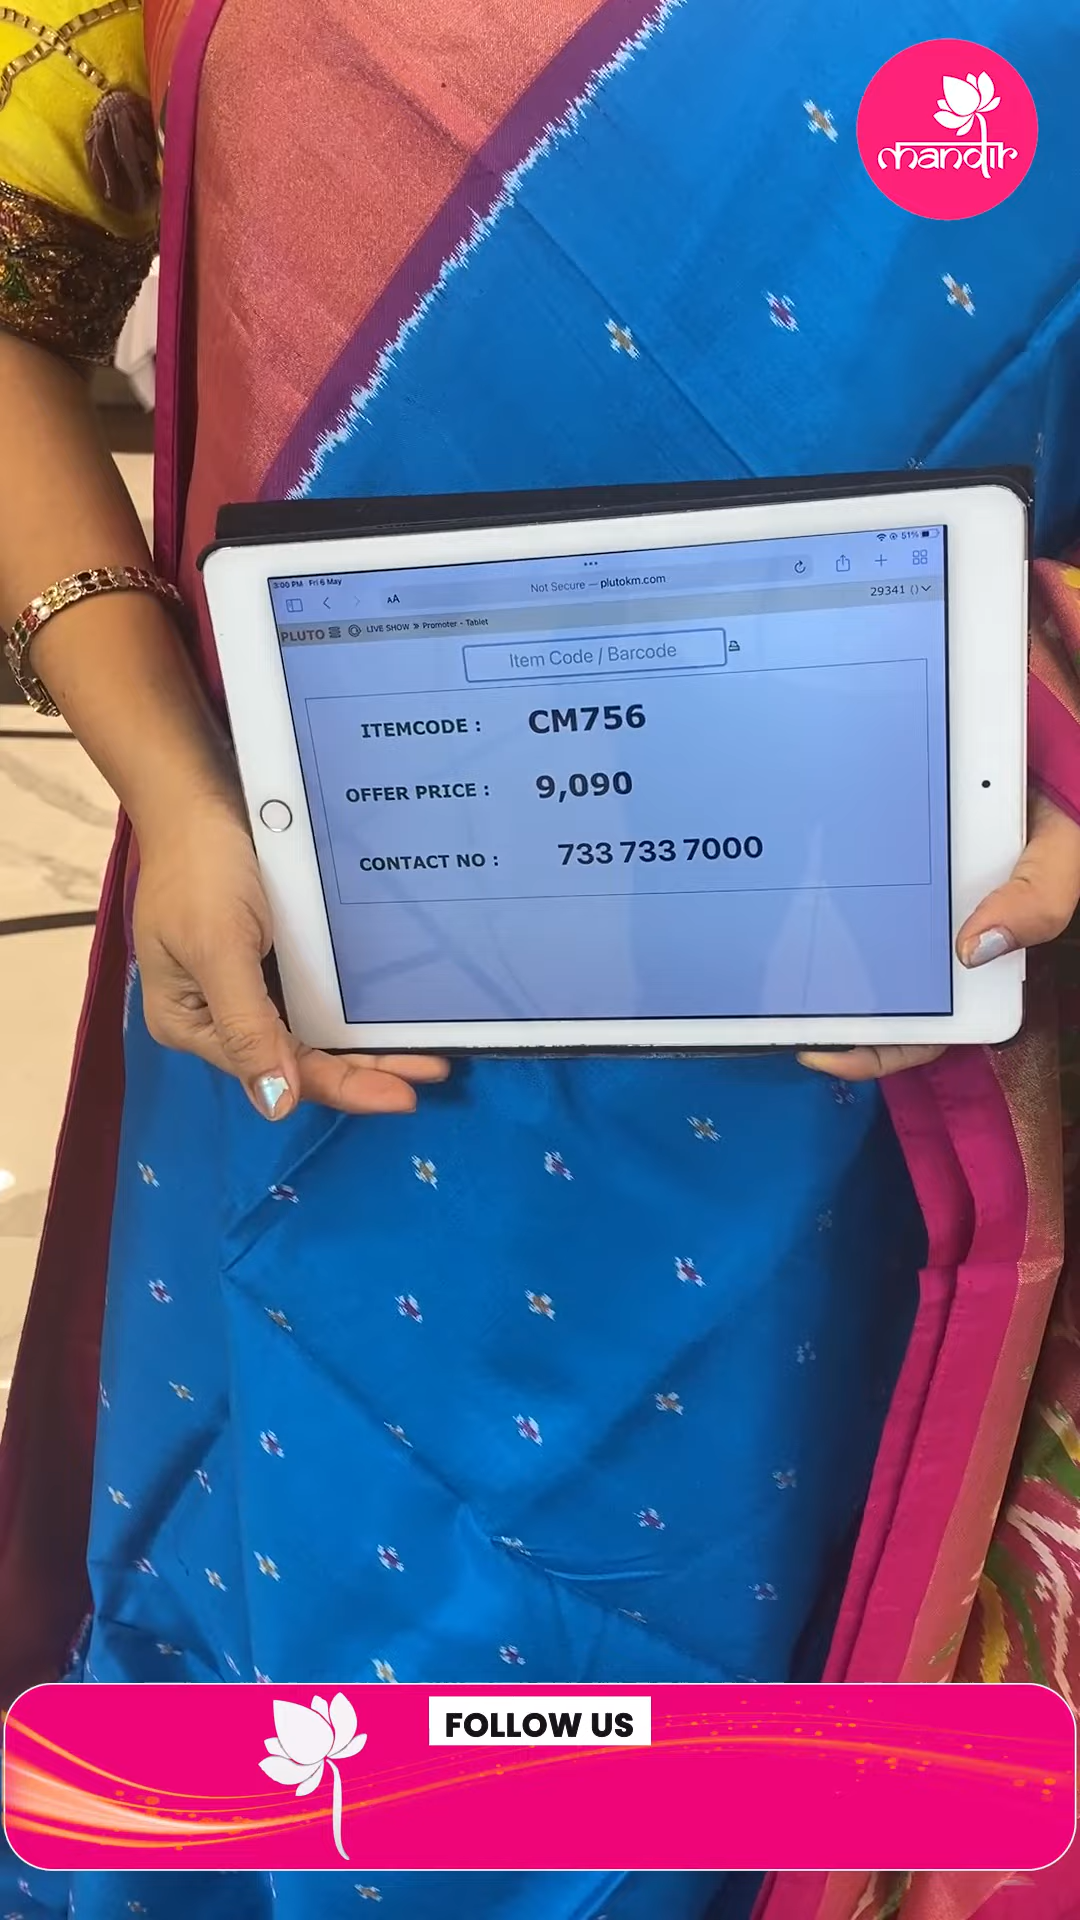 mandir
3:00 PM Fri 6 May
51%
AA
Not Secure — plutokm.com
PLUTO LIVE SHOW » Promoter - Tablet
29341 ()
Item Code / Barcode
ITEMCODE : CM756
OFFER PRICE : 9,090
CONTACT NO : 733 733 7000
FOLLOW US